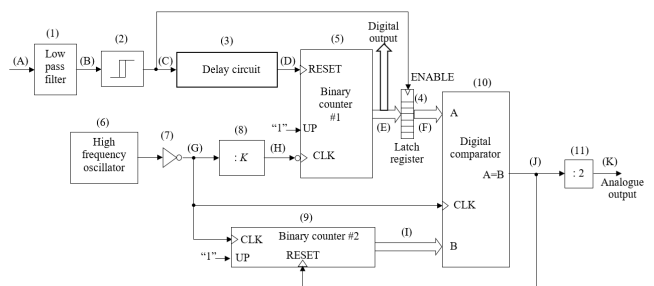 (1)
(A)
Low
pass
filter
(B)
(2)
(C)
(3)
Delay circuit
(D)
(5)
RESET
Binary
counter
#1
"1"
UP
CLK
Digital
output
(E)
ENABLE
(4)
(F)
Latch
register
(10)
A
Digital
comparator
A=B
CLK
B
(J)
(11)
: 2
(K)
Analogue
output
(6)
High
frequency
oscillator
(7)
(G)
(8)
: K
(H)
(9)
CLK
Binary counter #2
"1"
UP
RESET
(I)